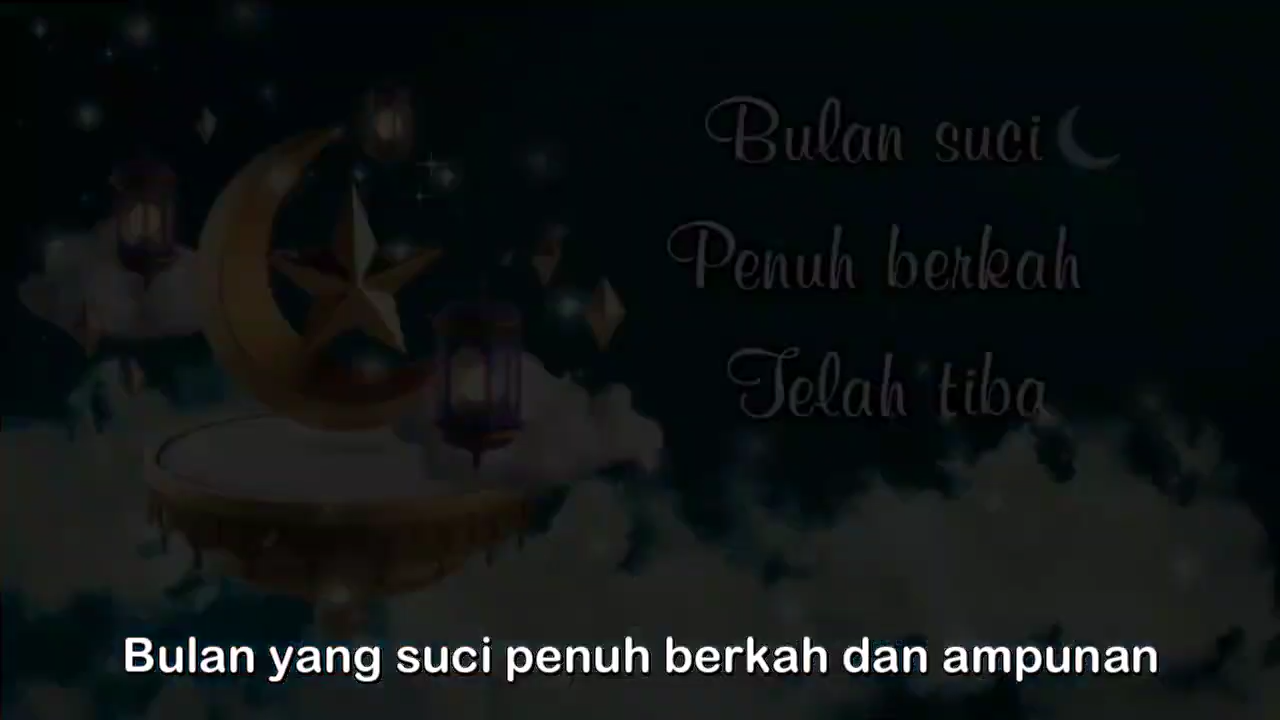 Bulan suci
Penuh berkah
Telah tiba
Bulan yang suci penuh berkah dan ampunan